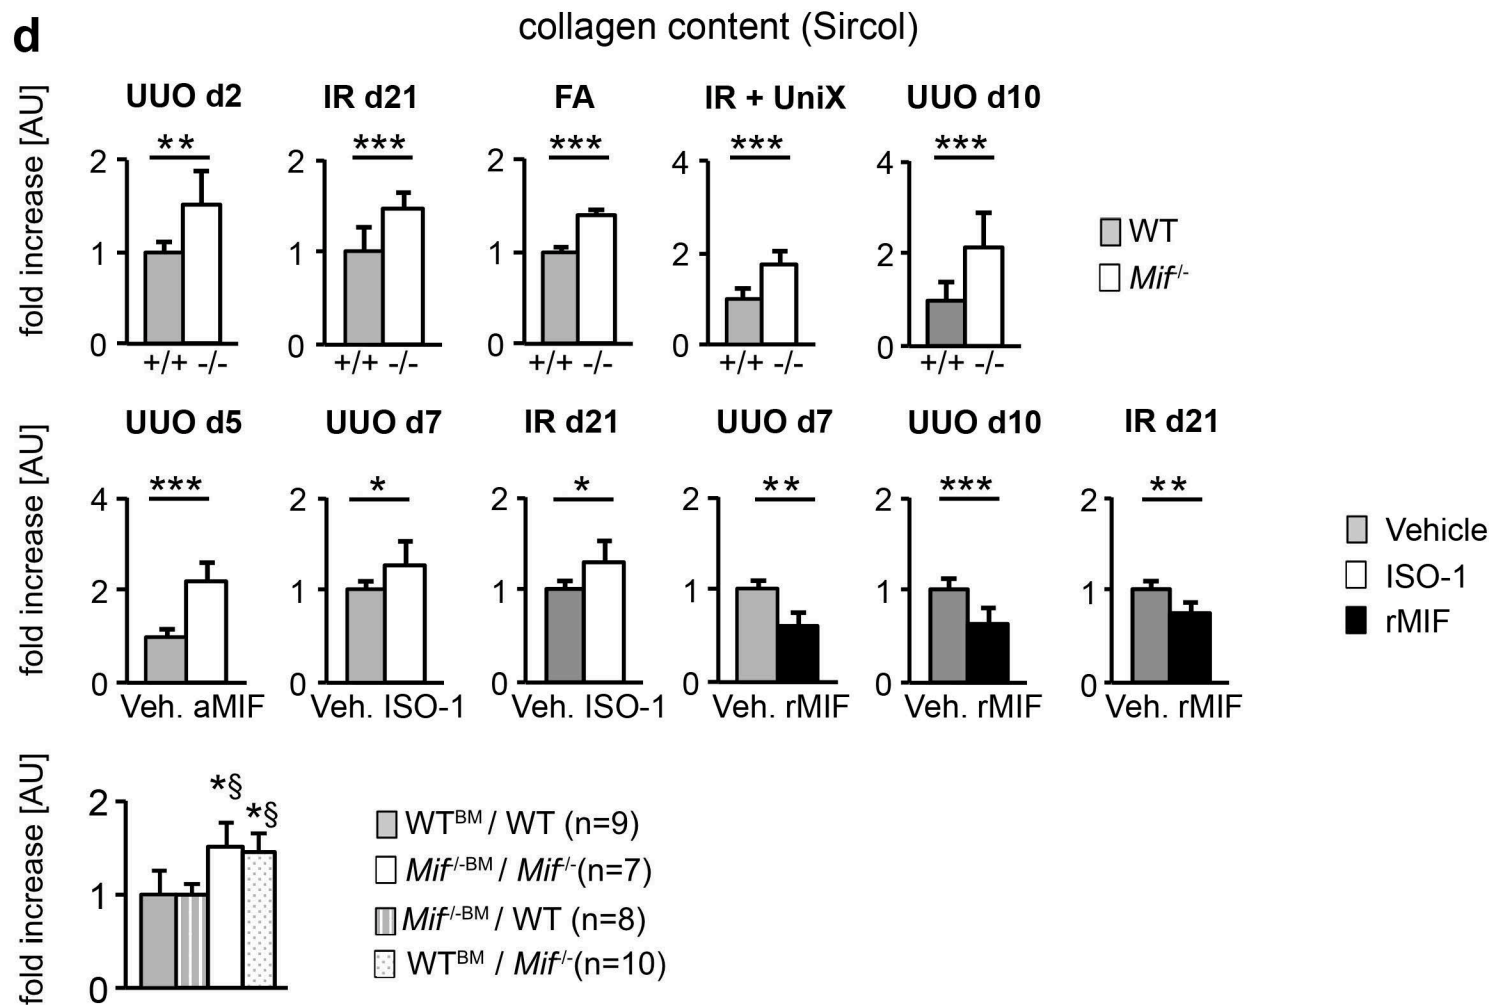 d
collagen content (Sircol)
UUO d2 IR d21 FA IR + UniX UUO d10
fold increase [AU]
** *** *** *** ***
2 2 2 4 4
1 1 1 2 2
0 0 0 0 0
+/+ -/- +/+ -/- +/+ -/- +/+ -/- +/+ -/-
WT
Mif-/-
UUO d5 UUO d7 IR d21 UUO d7 UUO d10 IR d21
fold increase [AU]
*** * * ** *** **
4 2 2 2 2 2
2 1 1 1 1 1
0 0 0 0 0 0
Veh. aMIF Veh. ISO-1 Veh. ISO-1 Veh. rMIF Veh. rMIF Veh. rMIF
Vehicle
ISO-1
rMIF
fold increase [AU]
*§ *§
2
1
0
WTBM / WT (n=9)
Mif-/-BM / Mif-/-(n=7)
Mif-/-BM / WT (n=8)
WTBM / Mif-/-(n=10)